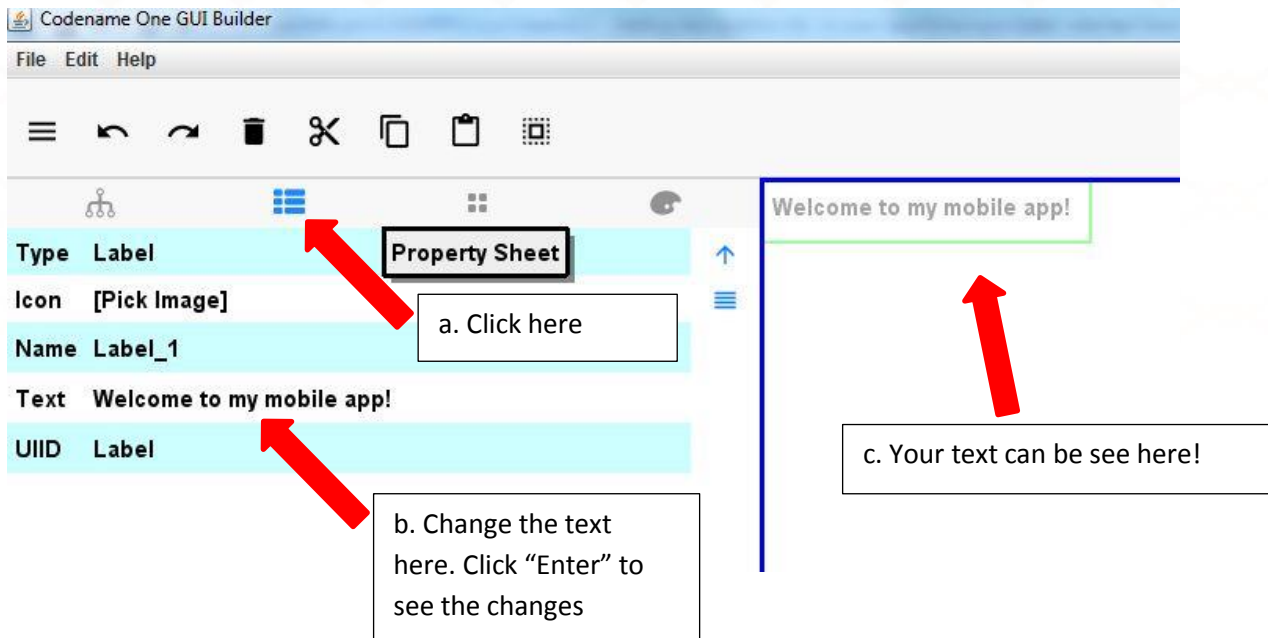 Codename One GUI Builder
File Edit Help
Welcome to my mobile app!
Type Label
Property Sheet
Icon [Pick Image]
a. Click here
Name Label_1
Text Welcome to my mobile app!
UIID Label
c. Your text can be see here!
b. Change the text
here. Click “Enter” to
see the changes